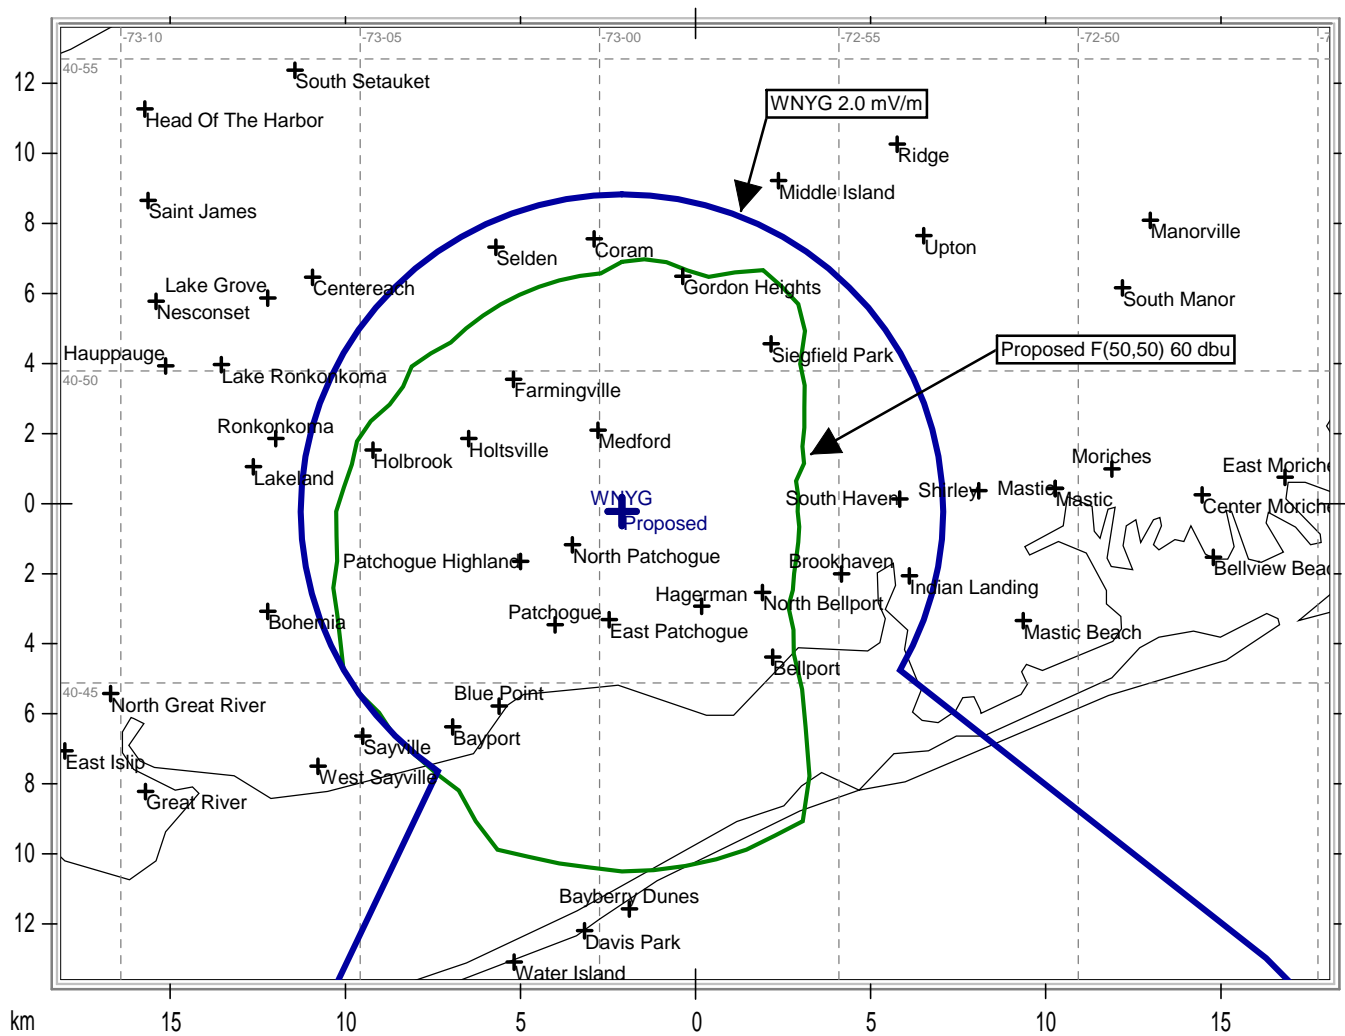 -73-10
-73-05
-73-00
-72-55
-72-50
40-55
South Setauket
12
WNYG 2.0 mV/m
Head Of The Harbor
10
Ridge
Middle Island
Saint James
8
Manorville
Coram
Upton
Selden
Lake Grove
Centereach
Gordon Heights
6
Nesconset
South Manor
Hauppauge
Siegfield Park
Proposed F(50,50) 60 dbu
4
Lake Ronkonkoma
40-50
Farmingville
Ronkonkoma
2
Holtsville
Medford
Holbrook
Moriches
East Moriche
Lakeland
0
WNYG
South Haven
Shirley
Mastic
Mastic
Center Moriche
Proposed
Patchogue Highland
North Patchogue
Brookhaven
Bellview Beac
2
Indian Landing
Hagerman
North Bellport
Patchogue
Bohemia
East Patchogue
Mastic Beach
4
Bellport
40-45
Blue Point
North Great River
6
Bayport
Sayville
East Islip
West Sayville
8
Great River
10
Bayberry Dunes
12
Davis Park
Water Island
km
15
10
5
0
5
10
15